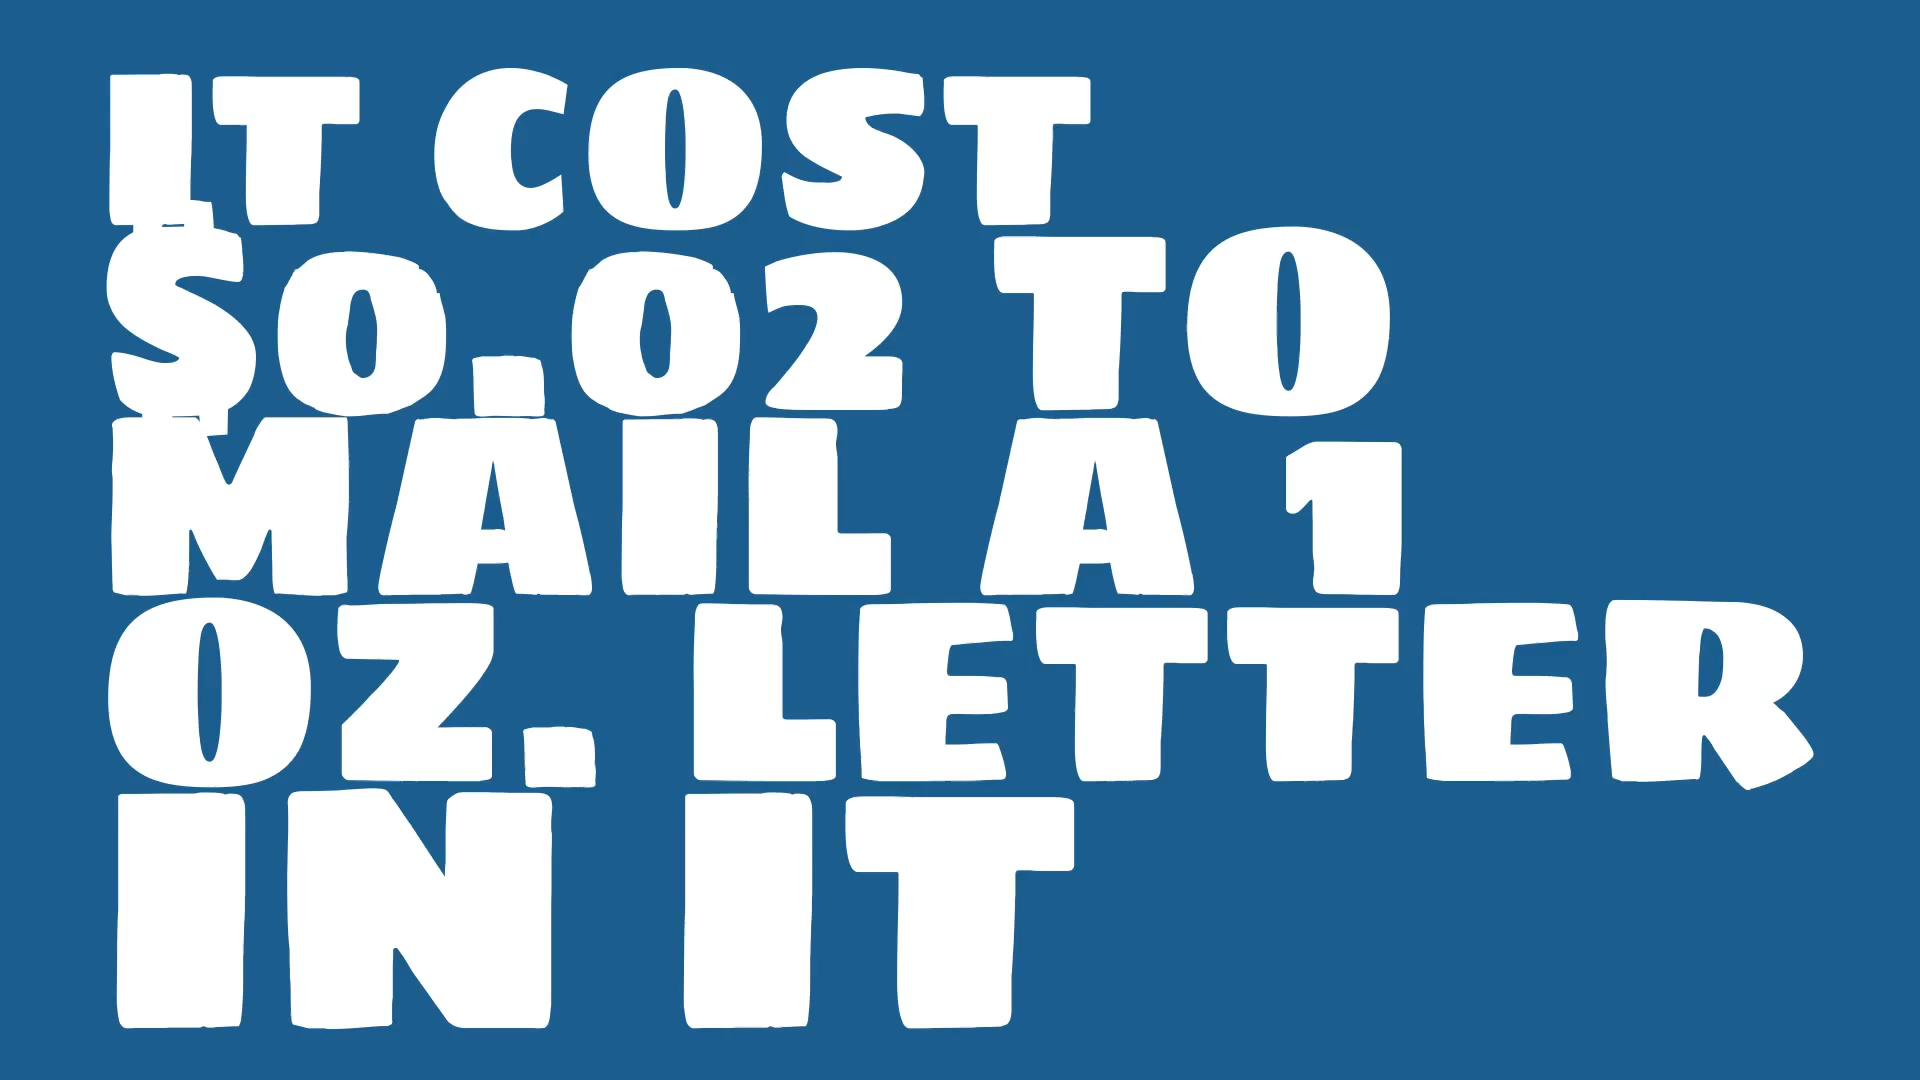 IT COST
$0.02 TO
MAIL A 1
OZ. LETTER
IN IT